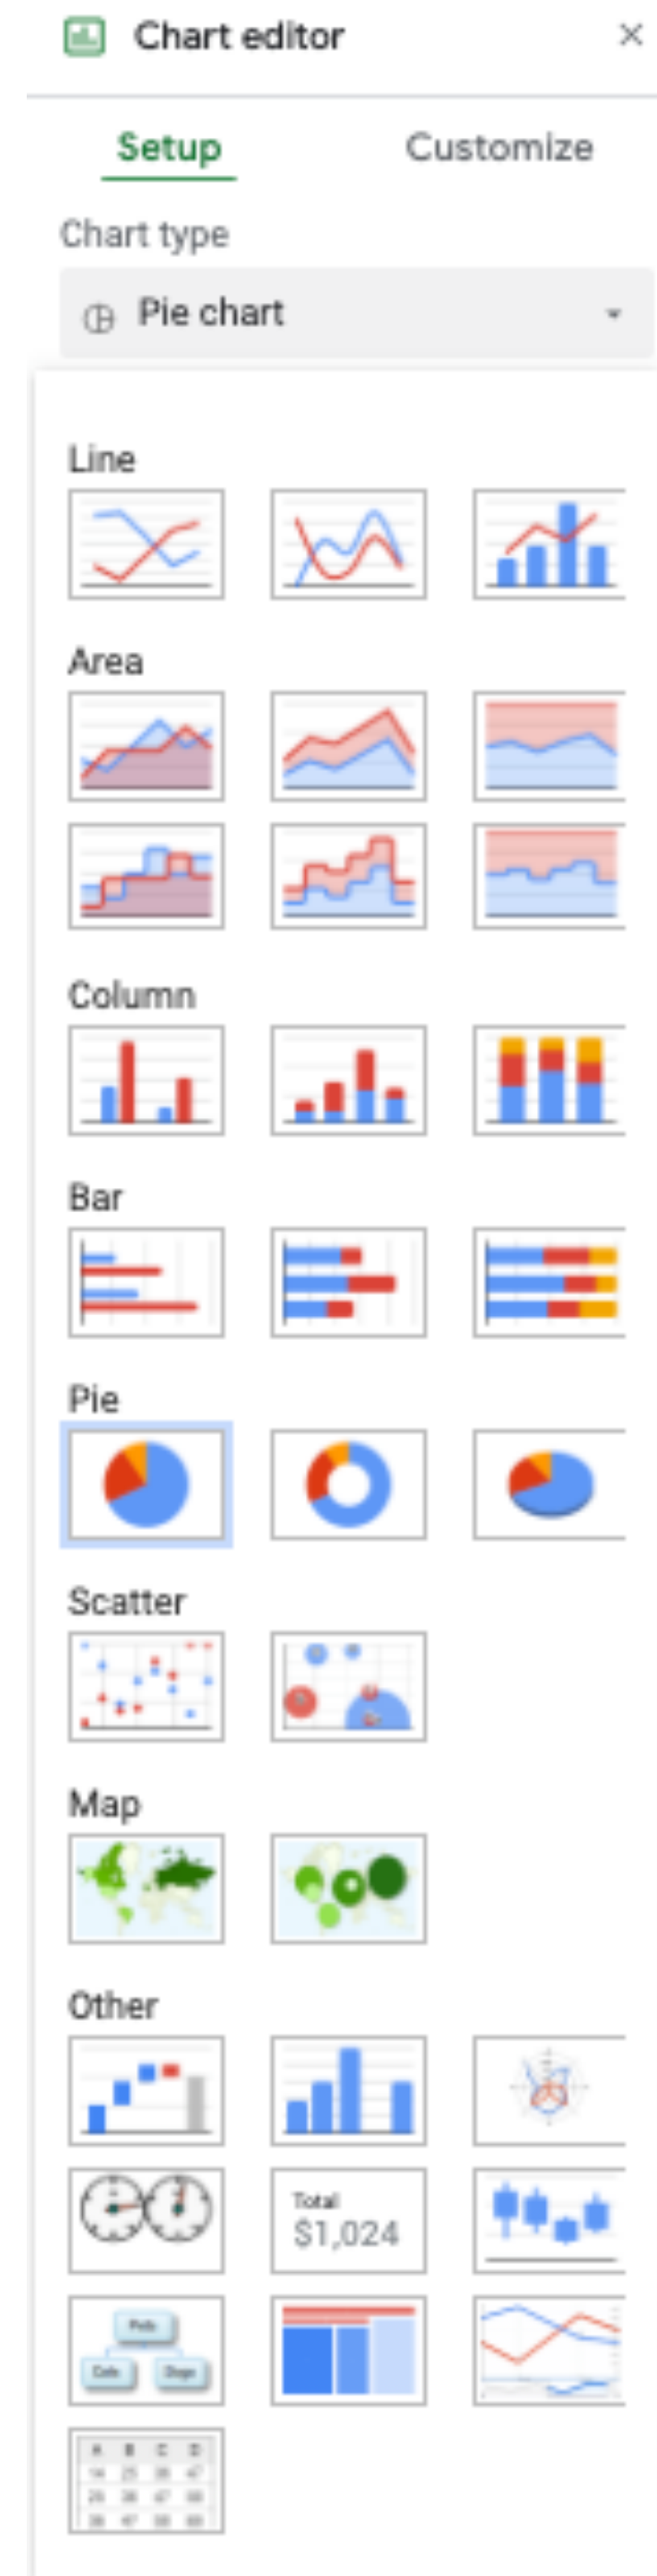 Chart editor
Setup Customize
Chart type
Pie chart
Line
Area
Column
Bar
Pie
Scatter
Map
Other
Total
$1,024
A B C D